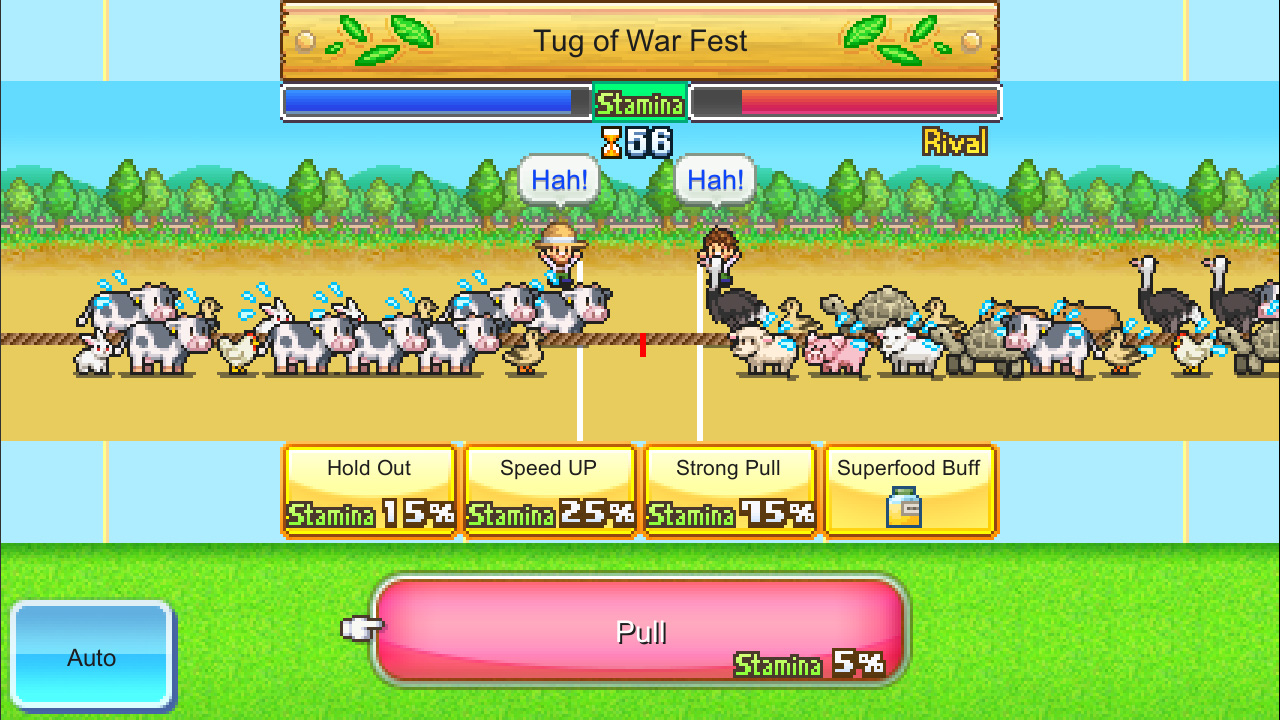 Tug of War Fest
Stamina
56
Rival
Hah!
Hah!
Hold Out
Stamina 15%
Speed UP
Stamina 25%
Strong Pull
Stamina 75%
Superfood Buff
Pull
Stamina 5%
Auto